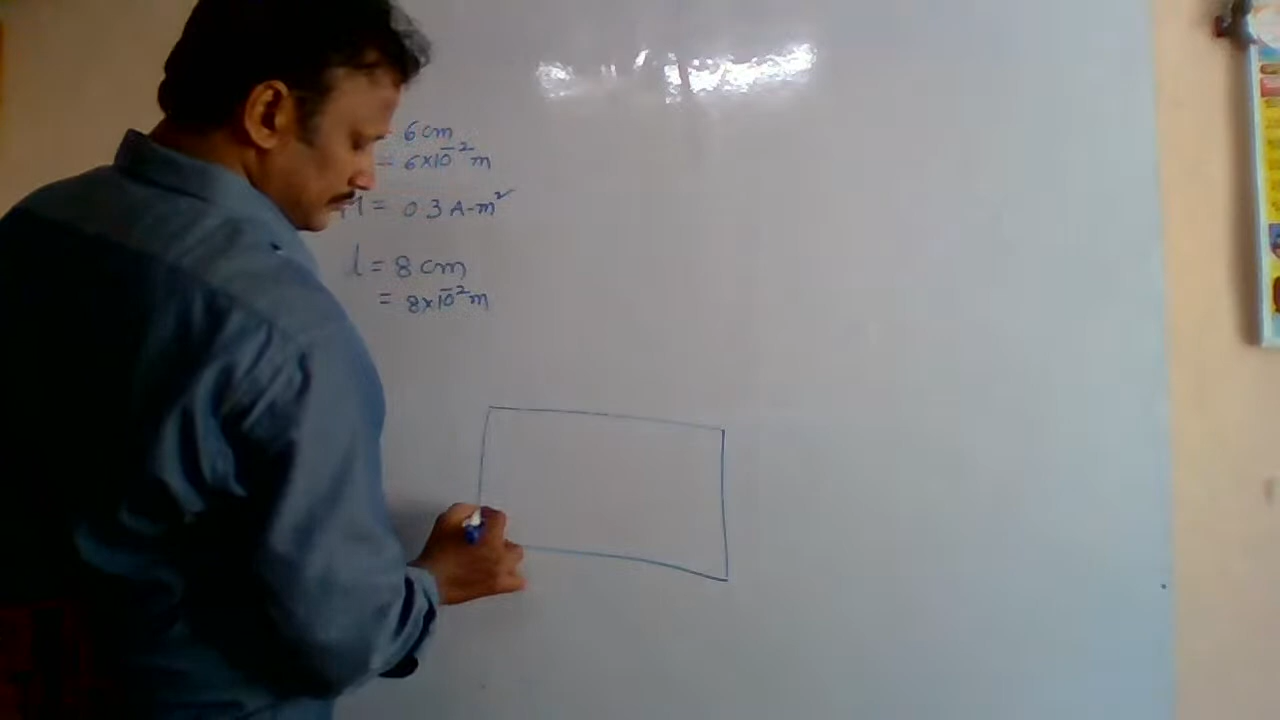 = 6 cm
= 6×10⁻² m
M = 0.3 A-m²
l = 8 cm
= 8×10⁻² m